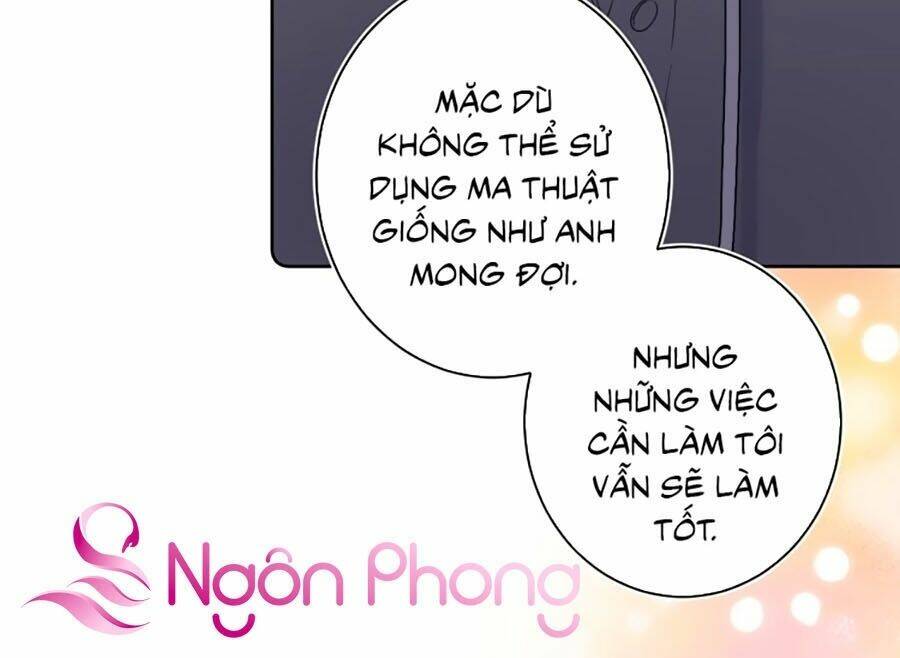 MẶC DÙ
KHÔNG THỂ SỬ
DỤNG MA THUẬT
GIỐNG NHƯ ANH
MONG ĐỢI.
NHƯNG
NHỮNG VIỆC
CẦN LÀM TÔI
VẪN SẼ LÀM
TỐT.
Ngôn Phong